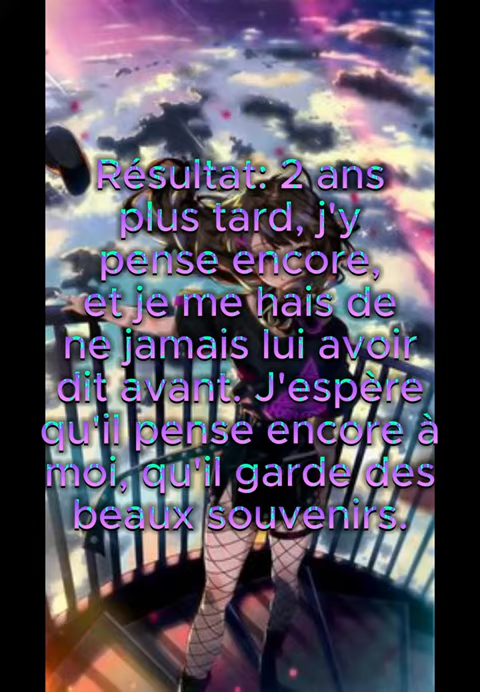 Résultat: 2 ans
plus tard, j'y
pense encore,
et je me hais de
ne jamais lui avoir
dit avant. J'espère
qu'il pense encore à
moi, qu'il garde des
beaux souvenirs.